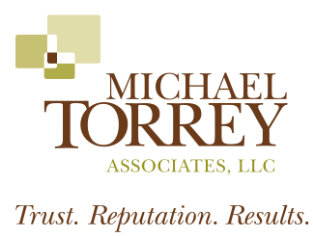 MICHAEL
TORREY
ASSOCIATES, LLC
Trust. Reputation. Results.